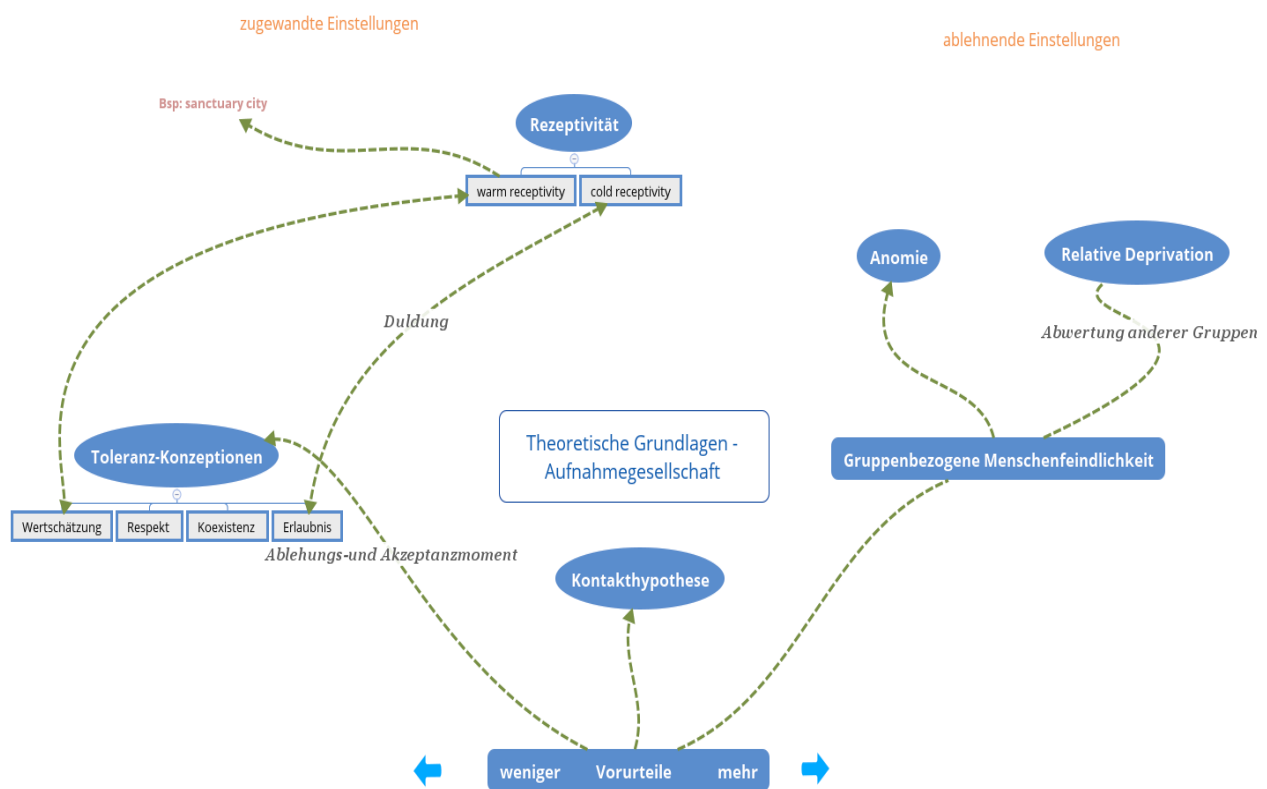 zugewandte Einstellungen
ablehnende Einstellungen
Bsp: sanctuary city
Rezeptivität
warm receptivity
cold receptivity
Anomie
Relative Deprivation
Duldung
Abwertung anderer Gruppen
Theoretische Grundlagen -
Aufnahmegesellschaft
Toleranz-Konzeptionen
Gruppenbezogene Menschenfeindlichkeit
Wertschätzung
Respekt
Koexistenz
Erlaubnis
Ablehungs-und Akzeptanzmoment
Kontakthypothese
weniger Vorurteile mehr